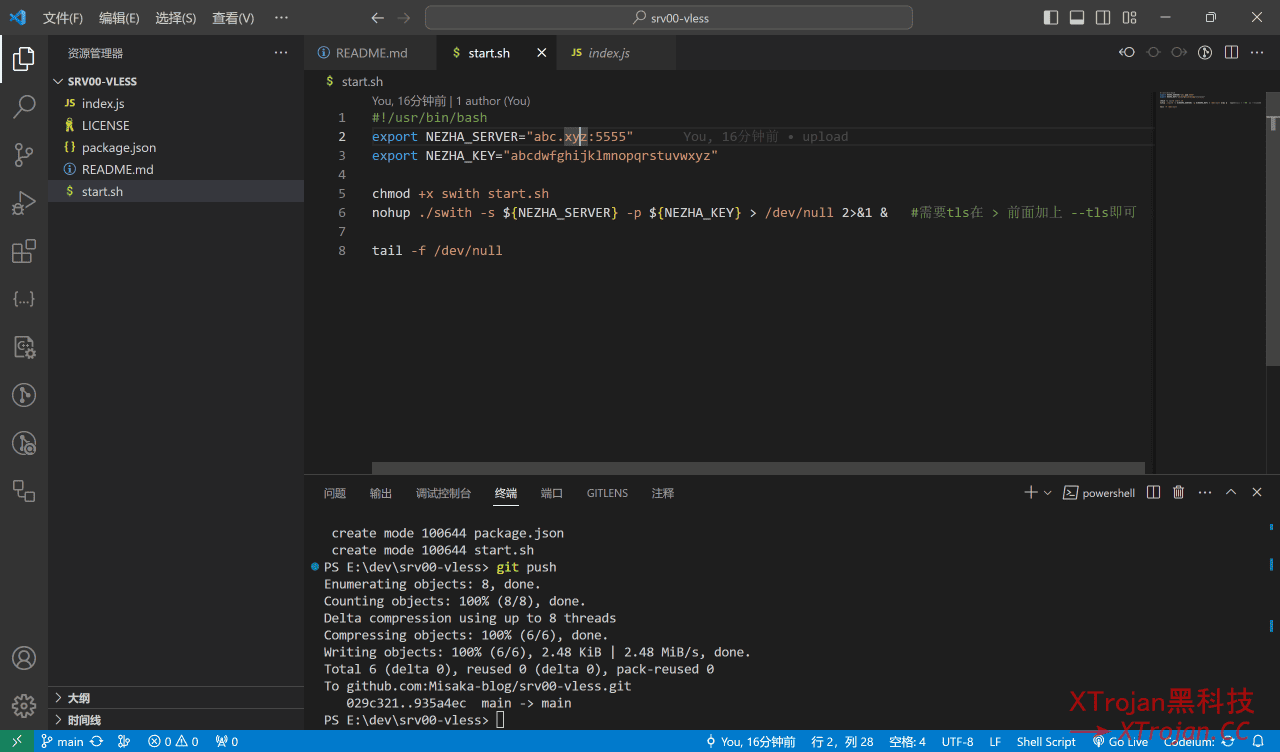 文件(F) 编辑(E) 选择(S) 查看(V) ··· srv00-vless
资源管理器 ···
SRV00-VLESS
JS index.js
LICENSE
{} package.json
README.md
$ start.sh
大纲
时间线
README.md $ start.sh JS index.js
$ start.sh
You, 16分钟前 | 1 author (You)
1 #!/usr/bin/bash
2 export NEZHA_SERVER="abc.xyz:5555" You, 16分钟前 • upload
3 export NEZHA_KEY="abcdwfghijklmnopqrstuvwxyz"
4
5 chmod +x swith start.sh
6 nohup ./swith -s ${NEZHA_SERVER} -p ${NEZHA_KEY} > /dev/null 2>&1 & #需要tls在 > 前面加上 --tls即可
7
8 tail -f /dev/null
问题 输出 调试控制台 终端 端口 GITLENS 注释 powershell
create mode 100644 package.json
create mode 100644 start.sh
PS E:\dev\srv00-vless> git push
Enumerating objects: 8, done.
Counting objects: 100% (8/8), done.
Delta compression using up to 8 threads
Compressing objects: 100% (6/6), done.
Writing objects: 100% (6/6), 2.48 KiB | 2.48 MiB/s, done.
Total 6 (delta 0), reused 0 (delta 0), pack-reused 0
To github.com:Misaka-blog/srv00-vless.git
029c321..935a4ec main -> main
PS E:\dev\srv00-vless>
XTrojan黑科技
XTrojan.CC
main 0 0 0 You, 16分钟前 行 2，列 28 空格: 4 UTF-8 LF Shell Script Go Live Codeium: